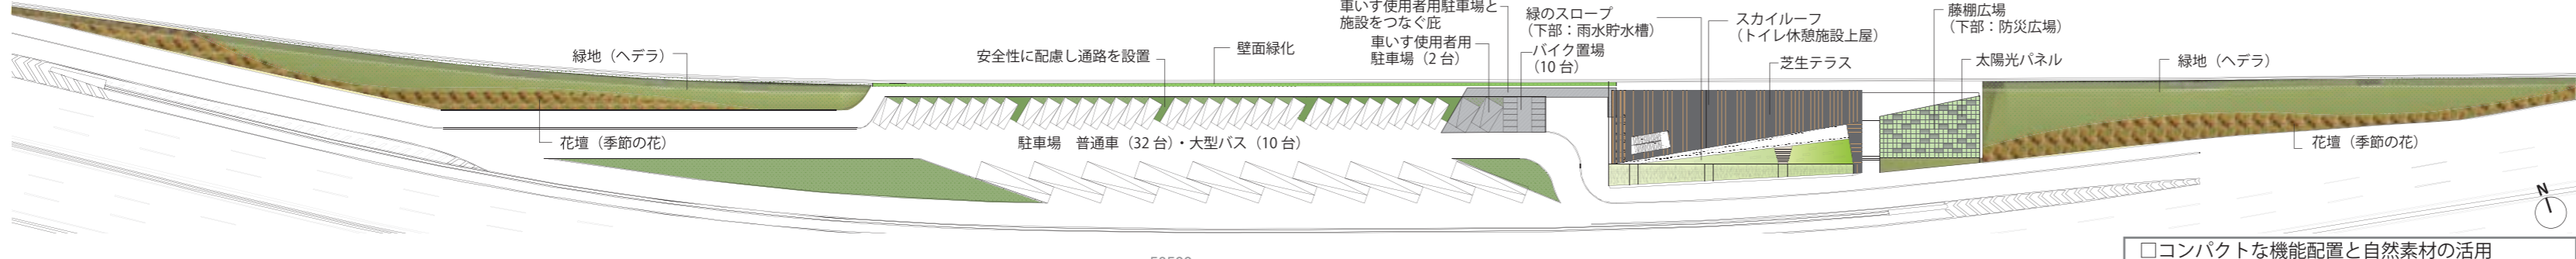 車いす使用者用駐車場と
施設をつなぐ庇
緑のスロープ
（下部：雨水貯水槽）
スカイルーフ
（トイレ休憩施設上屋）
藤棚広場
（下部：防災広場）
緑地（ヘデラ）
安全性に配慮し通路を設置
壁面緑化
車いす使用者用
駐車場（2 台）
バイク置場
（10 台）
芝生テラス
太陽光パネル
緑地（ヘデラ）
花壇（季節の花）
駐車場　普通車（32 台）・大型バス（10 台）
花壇（季節の花）
N
□コンパクトな機能配置と自然素材の活用